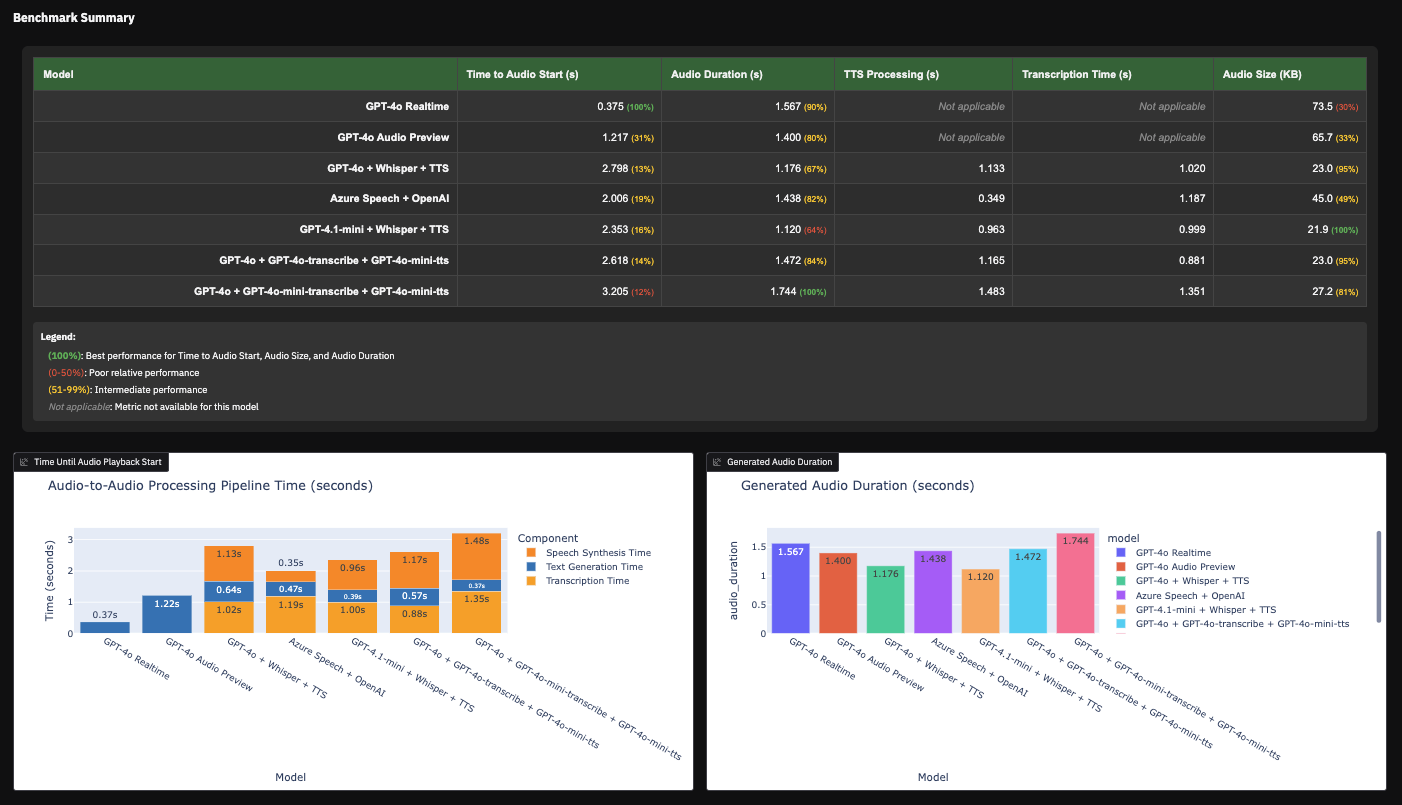 Benchmark Summary
Model Time to Audio Start (s) Audio Duration (s) TTS Processing (s) Transcription Time (s) Audio Size (KB)
GPT-4o Realtime 0.375 (100%) 1.567 (90%) Not applicable Not applicable 73.5 (30%)
GPT-4o Audio Preview 1.217 (31%) 1.400 (80%) Not applicable Not applicable 65.7 (33%)
GPT-4o + Whisper + TTS 2.798 (13%) 1.176 (67%) 1.133 1.020 23.0 (95%)
Azure Speech + OpenAI 2.006 (19%) 1.438 (82%) 0.349 1.187 45.0 (49%)
GPT-4.1-mini + Whisper + TTS 2.353 (16%) 1.120 (64%) 0.963 0.999 21.9 (100%)
GPT-4o + GPT-4o-transcribe + GPT-4o-mini-tts 2.618 (14%) 1.472 (84%) 1.165 0.881 23.0 (95%)
GPT-4o + GPT-4o-mini-transcribe + GPT-4o-mini-tts 3.205 (12%) 1.744 (100%) 1.483 1.351 27.2 (81%)
Legend:
(100%): Best performance for Time to Audio Start, Audio Size, and Audio Duration
(0-50%): Poor relative performance
(51-99%): Intermediate performance
Not applicable: Metric not available for this model
Time Until Audio Playback Start
Audio-to-Audio Processing Pipeline Time (seconds)
Time (seconds)
3
2
1
0
0.37s
1.22s
1.13s
0.64s
1.02s
0.35s
0.47s
1.19s
0.96s
0.39s
1.00s
1.17s
0.57s
0.88s
1.48s
0.37s
1.35s
Component
Speech Synthesis Time
Text Generation Time
Transcription Time
GPT-4o Realtime
GPT-4o Audio Preview
GPT-4o + Whisper + TTS
Azure Speech + OpenAI
GPT-4.1-mini + Whisper + TTS
GPT-4o + GPT-4o-transcribe + GPT-4o-mini-tts
GPT-4o + GPT-4o-mini-transcribe + GPT-4o-mini-tts
Model
Generated Audio Duration
Generated Audio Duration (seconds)
audio_duration
1.5
1
0.5
0
1.567
1.400
1.176
1.438
1.120
1.472
1.744
model
GPT-4o Realtime
GPT-4o Audio Preview
GPT-4o + Whisper + TTS
Azure Speech + OpenAI
GPT-4.1-mini + Whisper + TTS
GPT-4o + GPT-4o-transcribe + GPT-4o-mini-tts
GPT-4o Realtime
GPT-4o Audio Preview
GPT-4o + Whisper + TTS
Azure Speech + OpenAI
GPT-4.1-mini + Whisper + TTS
GPT-4o + GPT-4o-transcribe + GPT-4o-mini-tts
GPT-4o + GPT-4o-mini-transcribe + GPT-4o-mini-tts
Model